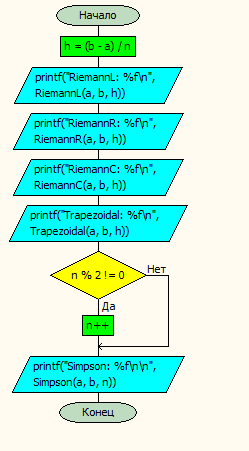 Начало
h = (b - a) / n
printf("RiemannL: %f\n",
RiemannL(a, b, h))
printf("RiemannR: %f\n",
RiemannR(a, b, h))
printf("RiemannC: %f\n",
RiemannC(a, b, h))
printf("Trapezoidal: %f\n",
Trapezoidal(a, b, h))
n % 2 != 0
Нет
Да
n++
printf("Simpson: %f\n\n",
Simpson(a, b, n))
Конец